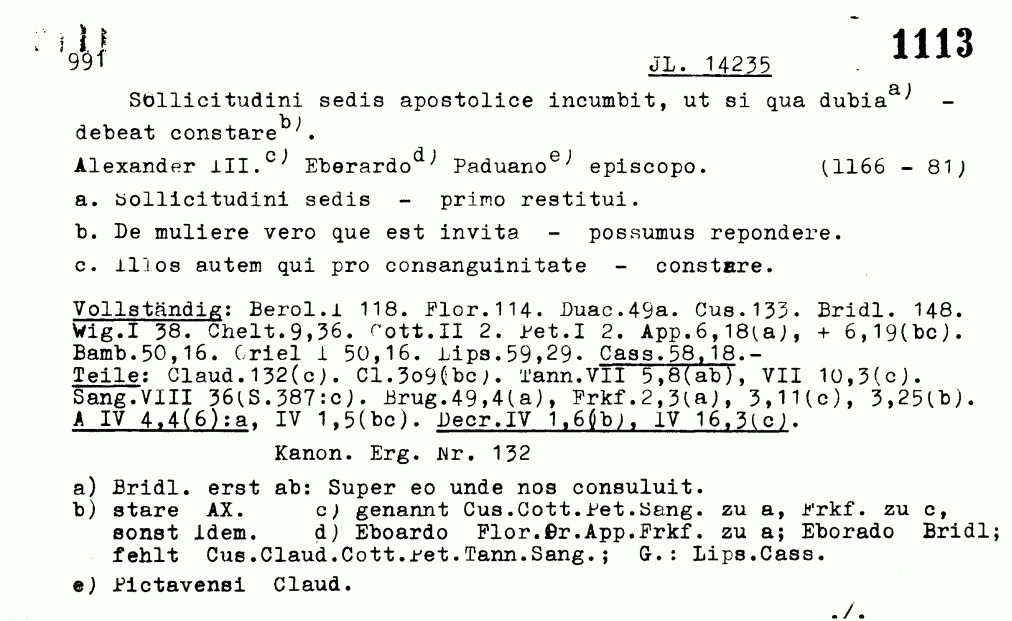 1113
991
JL. 14235
Sollicitudini sedis apostolice incumbit, ut si qua dubia a) -
debeat constare b).
Alexander III. c) Eberardo d) Paduano e) episcopo. (1166 - 81)
a. Sollicitudini sedis - primo restitui.
b. De muliere vero que est invita - possumus repondere.
c. Illos autem qui pro consanguinitate - constare.
Vollständig: Berol.I 118. Flor.114. Duac.49a. Cus.133. Bridl. 148.
Wig.I 38. Chelt.9,36. Cott.II 2. Pet.I 2. App.6,18(a), + 6,19(bc).
Bamb.50,16. Oriel I 50,16. Lips.59,29. Cass.58,18.-
Teile: Claud.132(c). Cl.309(bc). Tann.VII 5,8(ab), VII 10,3(c).
Sang.VIII 36(S.387:c). Brug.49,4(a), Frkf.2,3(a), 3,11(c), 3,25(b).
A IV 4,4(6):a, IV 1,5(bc). Decr.IV 1,6(b), IV 16,3(c).
Kanon. Erg. Nr. 132
a) Bridl. erst ab: Super eo unde nos consuluit.
b) stare AX. c) genannt Cus.Cott.Pet.Sang. zu a, Frkf. zu c,
sonst Idem. d) Eboardo Flor.Or.App.Frkf. zu a; Eborado Bridl;
fehlt Cus.Claud.Cott.Pet.Tann.Sang.; G.: Lips.Cass.
e) Pictavensi Claud.
./.